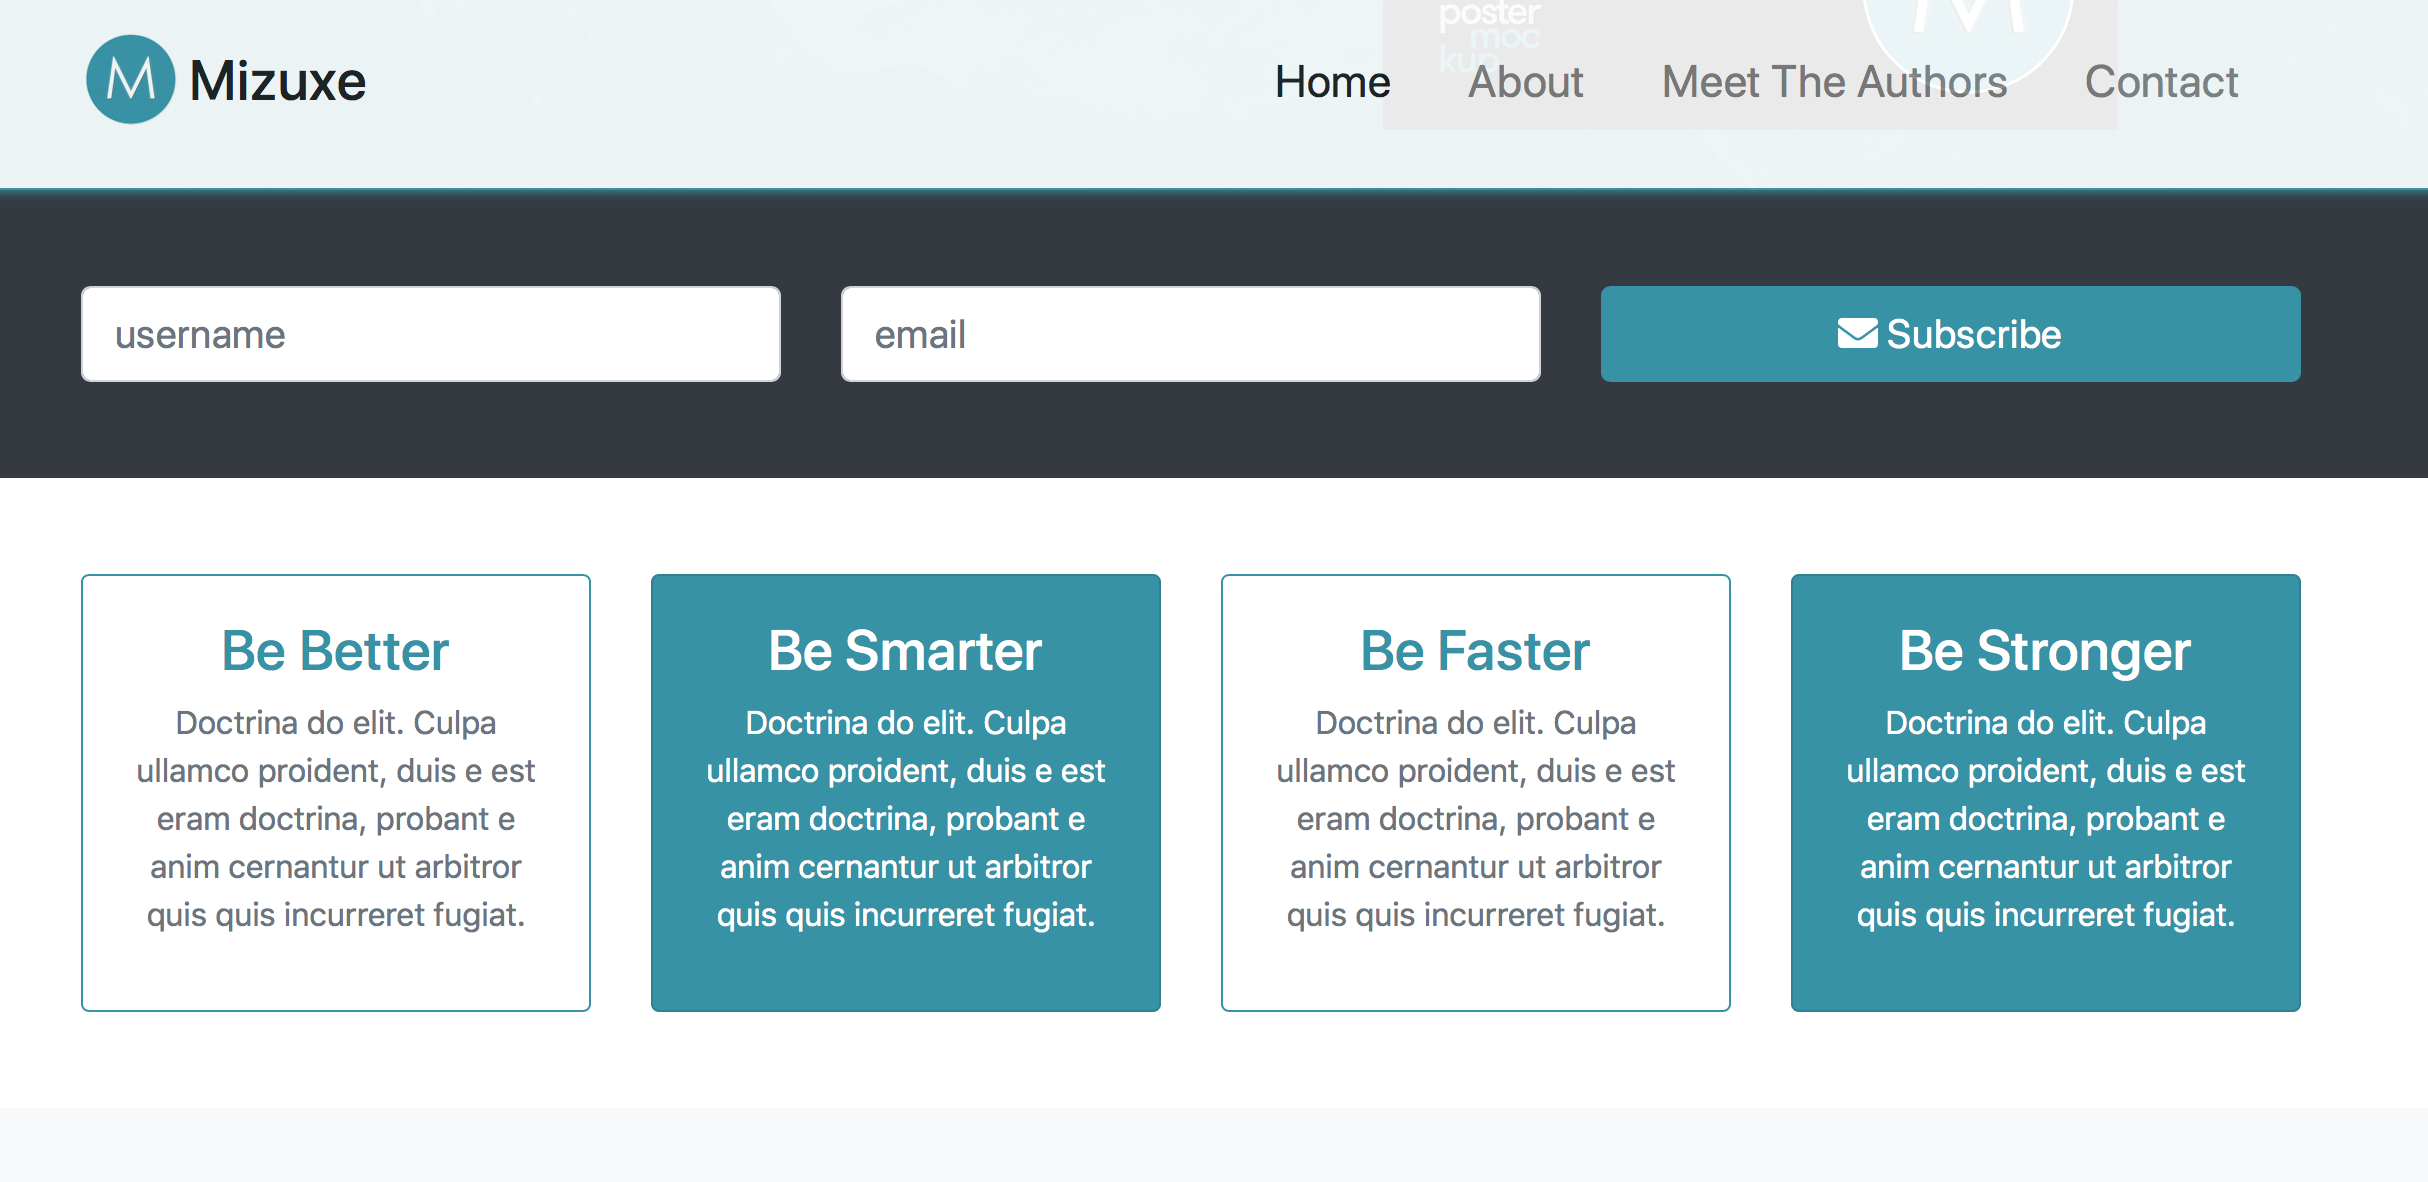 poster
moc
kup
M
M Mizuxe
Home About Meet The Authors Contact
username email Subscribe
Be Better
Doctrina do elit. Culpa
ullamco proident, duis e est
eram doctrina, probant e
anim cernantur ut arbitror
quis quis incurreret fugiat.
Be Smarter
Doctrina do elit. Culpa
ullamco proident, duis e est
eram doctrina, probant e
anim cernantur ut arbitror
quis quis incurreret fugiat.
Be Faster
Doctrina do elit. Culpa
ullamco proident, duis e est
eram doctrina, probant e
anim cernantur ut arbitror
quis quis incurreret fugiat.
Be Stronger
Doctrina do elit. Culpa
ullamco proident, duis e est
eram doctrina, probant e
anim cernantur ut arbitror
quis quis incurreret fugiat.